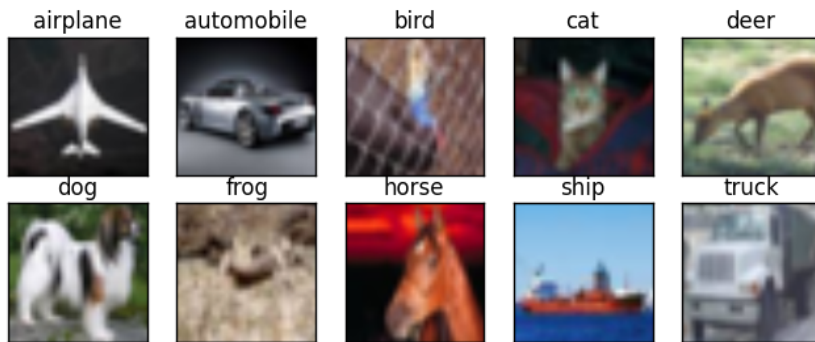 airplane automobile bird cat deer
dog frog horse ship truck